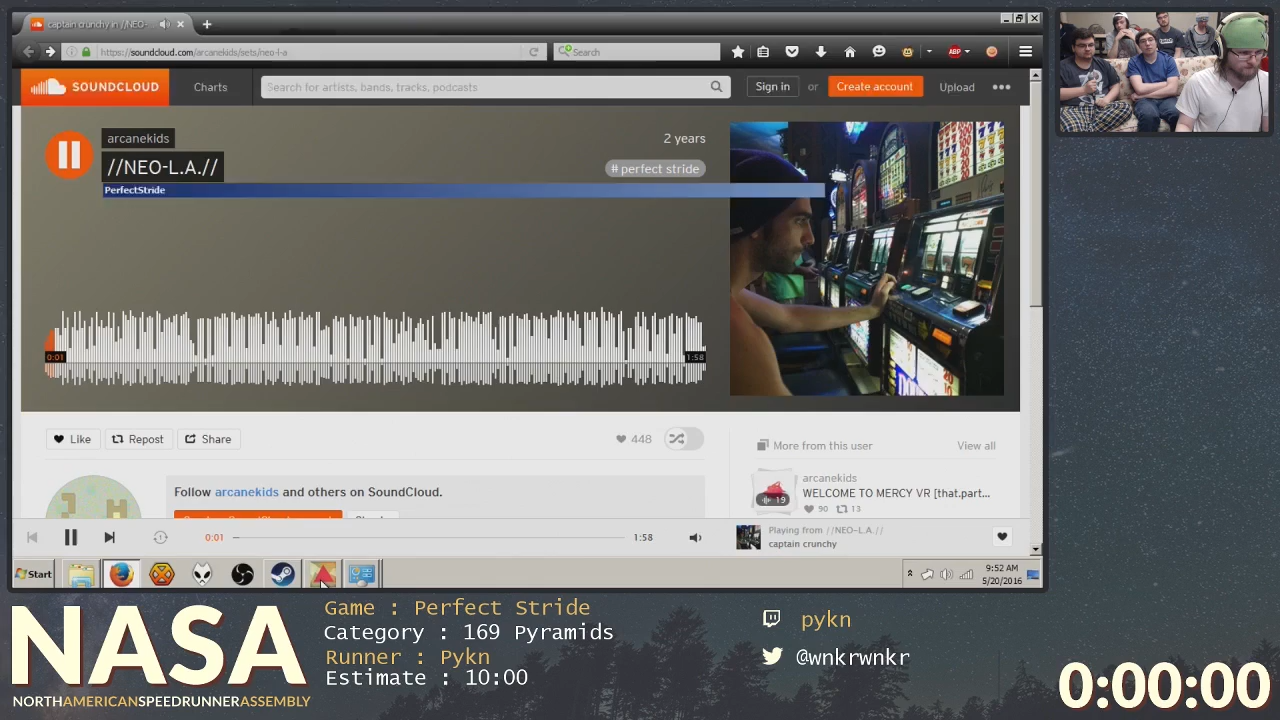 captain crunchy in //NEO-
https://soundcloud.com/arcanekids/sets/neo-l-a
Search
ABP
SOUNDCLOUD
Charts
Search for artists, bands, tracks, podcasts
Sign in
or
Create account
Upload
arcanekids
2 years
//NEO-L.A.//
# perfect stride
PerfectStride
0:01
1:58
Like
Repost
Share
448
More from this user
View all
Follow arcanekids and others on SoundCloud.
arcanekids
WELCOME TO MERCY VR [that.part...
19
90
13
0:01
1:58
Playing from //NEO-L.A.//
captain crunchy
Start
9:52 AM
5/20/2016
NASA
NORTHAMERICANSPEEDRUNNERASSEMBLY
Game : Perfect Stride
Category : 169 Pyramids
Runner : Pykn
Estimate : 10:00
pykn
@wnkrwnkr
0:00:00